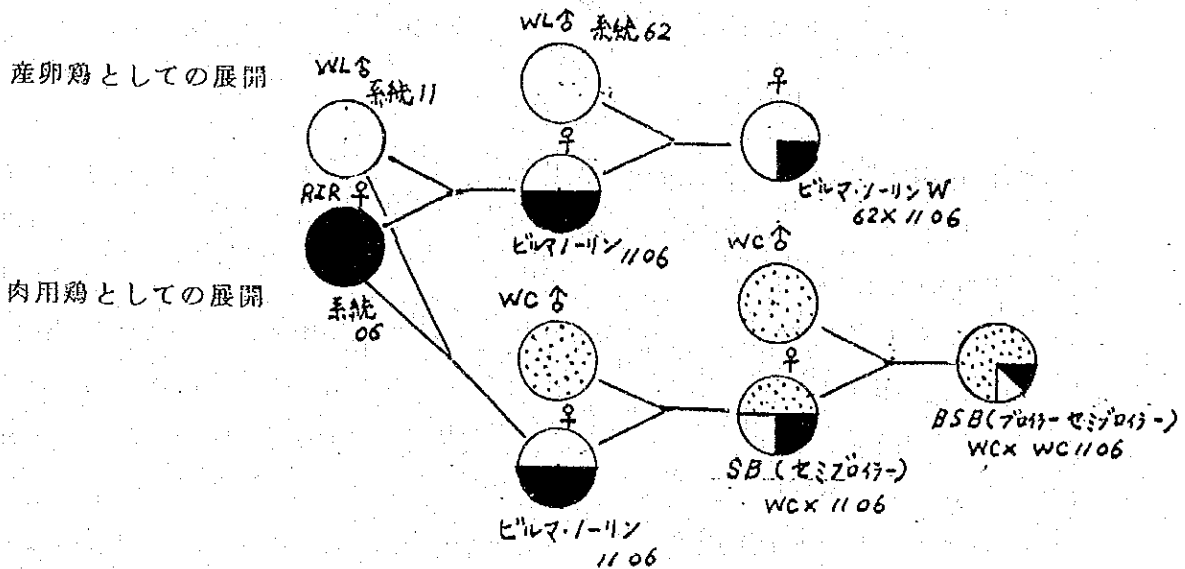 産卵鶏としての展開
WL♂
系統11
RIR ♀
系統
06
WL♂ 系統62
♀
ビルマノーリン1106
♀
ビルマ・ノーリンW
62×1106
肉用鶏としての展開
WC♂
♀
ビルマ・ノーリン
1106
WC♂
♀
SB(セミブロイラー)
WC×1106
BSB(ブロイラーセミブロイラー)
WC×WC1106